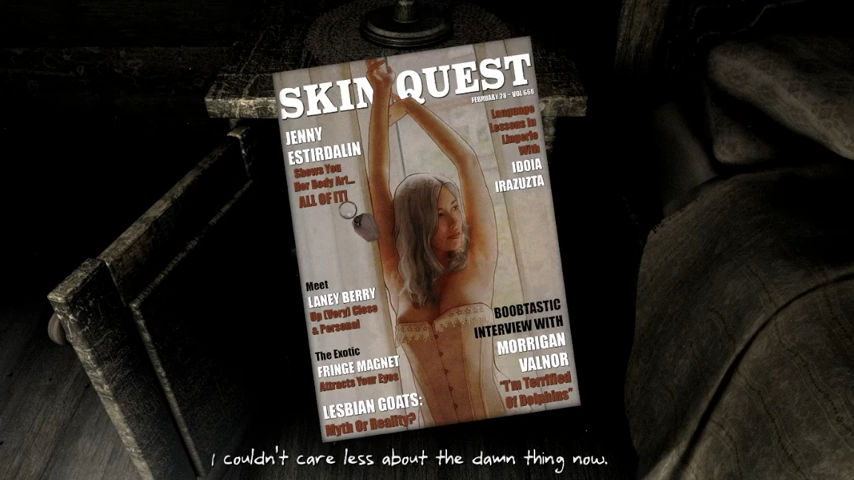 SKIN QUEST
FEBRUARY 28 - VOL 666
JENNY
ESTIRDALIN
Shows You
Her Body Art...
ALL OF IT!
Language
Lessons In
Lingerie
With
IDOIA
IRAZUZTA
Meet
LANEY BERRY
Up (Very) Close
& Personal
The Exotic
FRINGE MAGNET
Attracts Your Eyes
LESBIAN GOATS:
Myth Or Reality?
BOOBTASTIC
INTERVIEW WITH
MORRIGAN
VALNOR
"I'm Terrified
Of Dolphins"
I couldn't care less about the damn thing now.